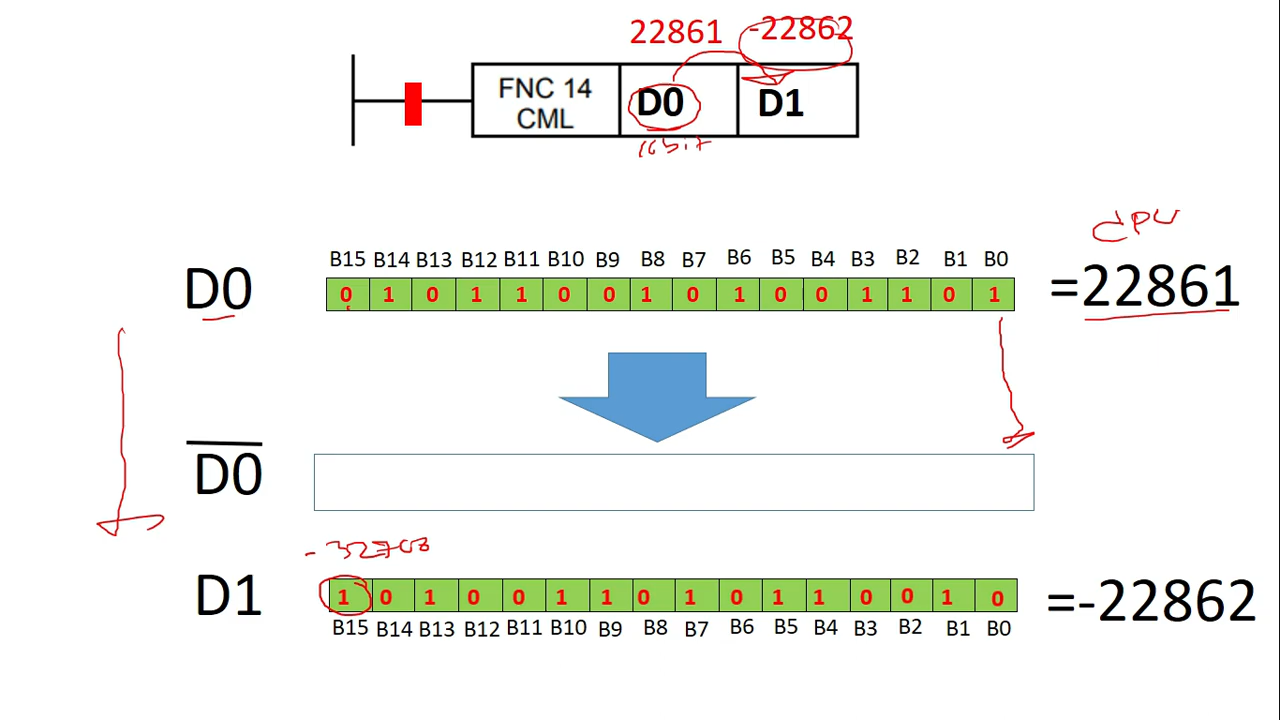 22861 -22862
FNC 14 CML D0 D1
16bit
CPU
B15 B14 B13 B12 B11 B10 B9 B8 B7 B6 B5 B4 B3 B2 B1 B0
D0 0 1 0 1 1 0 0 1 0 1 0 0 1 1 0 1 =22861
D0
-32768
D1 1 0 1 0 0 1 1 0 1 0 1 1 0 0 1 0 =-22862
B15 B14 B13 B12 B11 B10 B9 B8 B7 B6 B5 B4 B3 B2 B1 B0